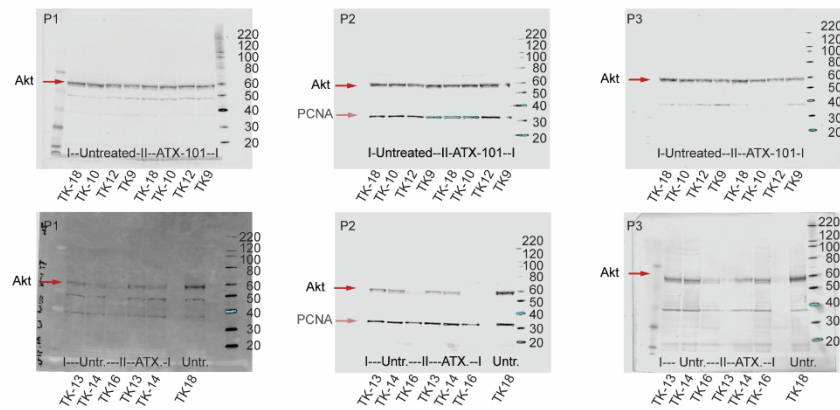 P1
220
120
100
80
60
50
40
30
20
Akt
I--Untreated-II--ATX-101--I
TK-18
TK-10
TK12
TK9
TK-18
TK-10
TK12
TK9
P2
220
120
100
80
60
50
40
30
20
Akt
PCNA
I-Untreated--II-ATX-101--I
TK-18
TK-10
TK12
TK9
TK-18
TK-10
TK12
TK9
P3
220
120
100
80
60
50
40
30
20
Akt
I-Untreated--II--ATX-101-I
TK-18
TK-10
TK12
TK9
TK-18
TK-10
TK12
TK9
P1
220
120
100
80
60
50
40
30
20
Akt
I---Untr.---II--ATX.-I
Untr.
TK-13
TK-14
TK16
TK13
TK-14
TK18
P2
220
120
100
80
60
50
40
30
20
Akt
PCNA
I---Untr.---II--ATX.--I
Untr.
TK-13
TK-14
TK16
TK-13
TK-14
TK-16
TK18
P3
220
120
100
80
60
50
40
30
20
Akt
I--- Untr. ----II--ATX.--I
Untr.
TK-13
TK-14
TK16
TK-13
TK-14
TK-16
TK18